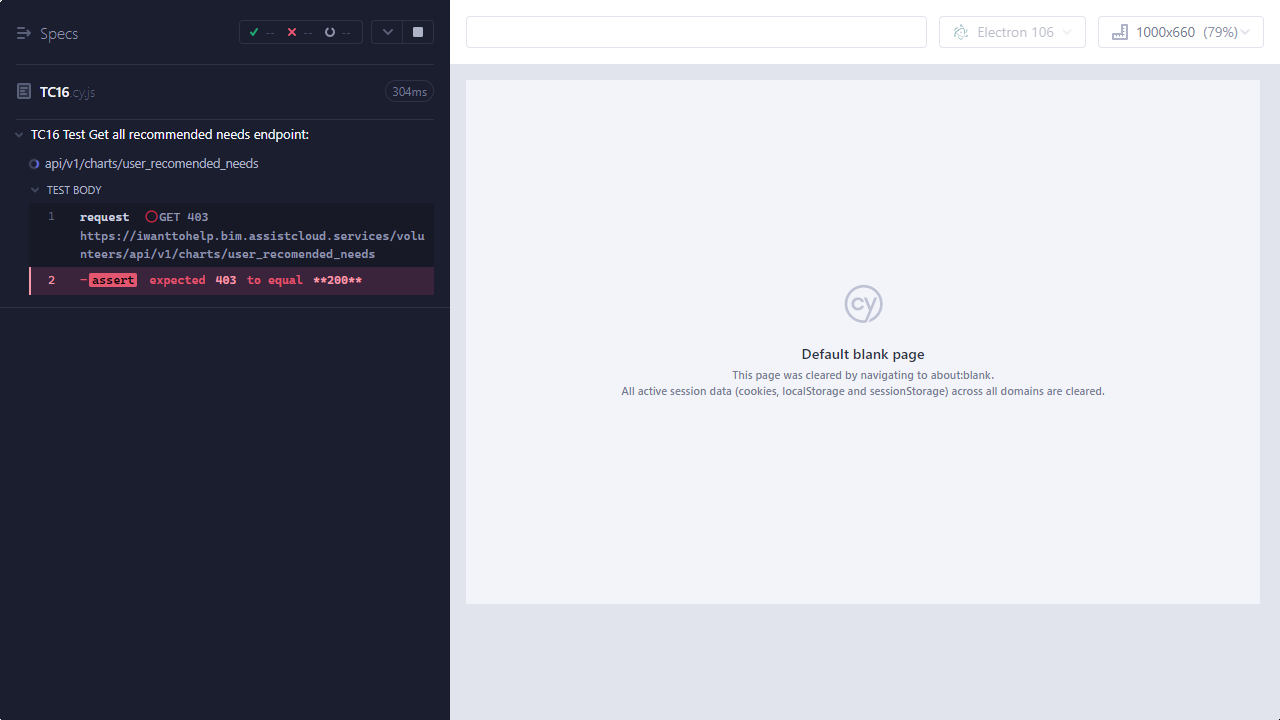 Specs
--
--
--
TC16.cy.js
304ms
TC16 Test Get all recommended needs endpoint:
api/v1/charts/user_recomended_needs
TEST BODY
1 request GET 403
https://iwanttohelp.bim.assistcloud.services/volu
nteers/api/v1/charts/user_recomended_needs
2 -assert expected 403 to equal **200**
Electron 106
1000x660 (79%)
cy
Default blank page
This page was cleared by navigating to about:blank.
All active session data (cookies, localStorage and sessionStorage) across all domains are cleared.